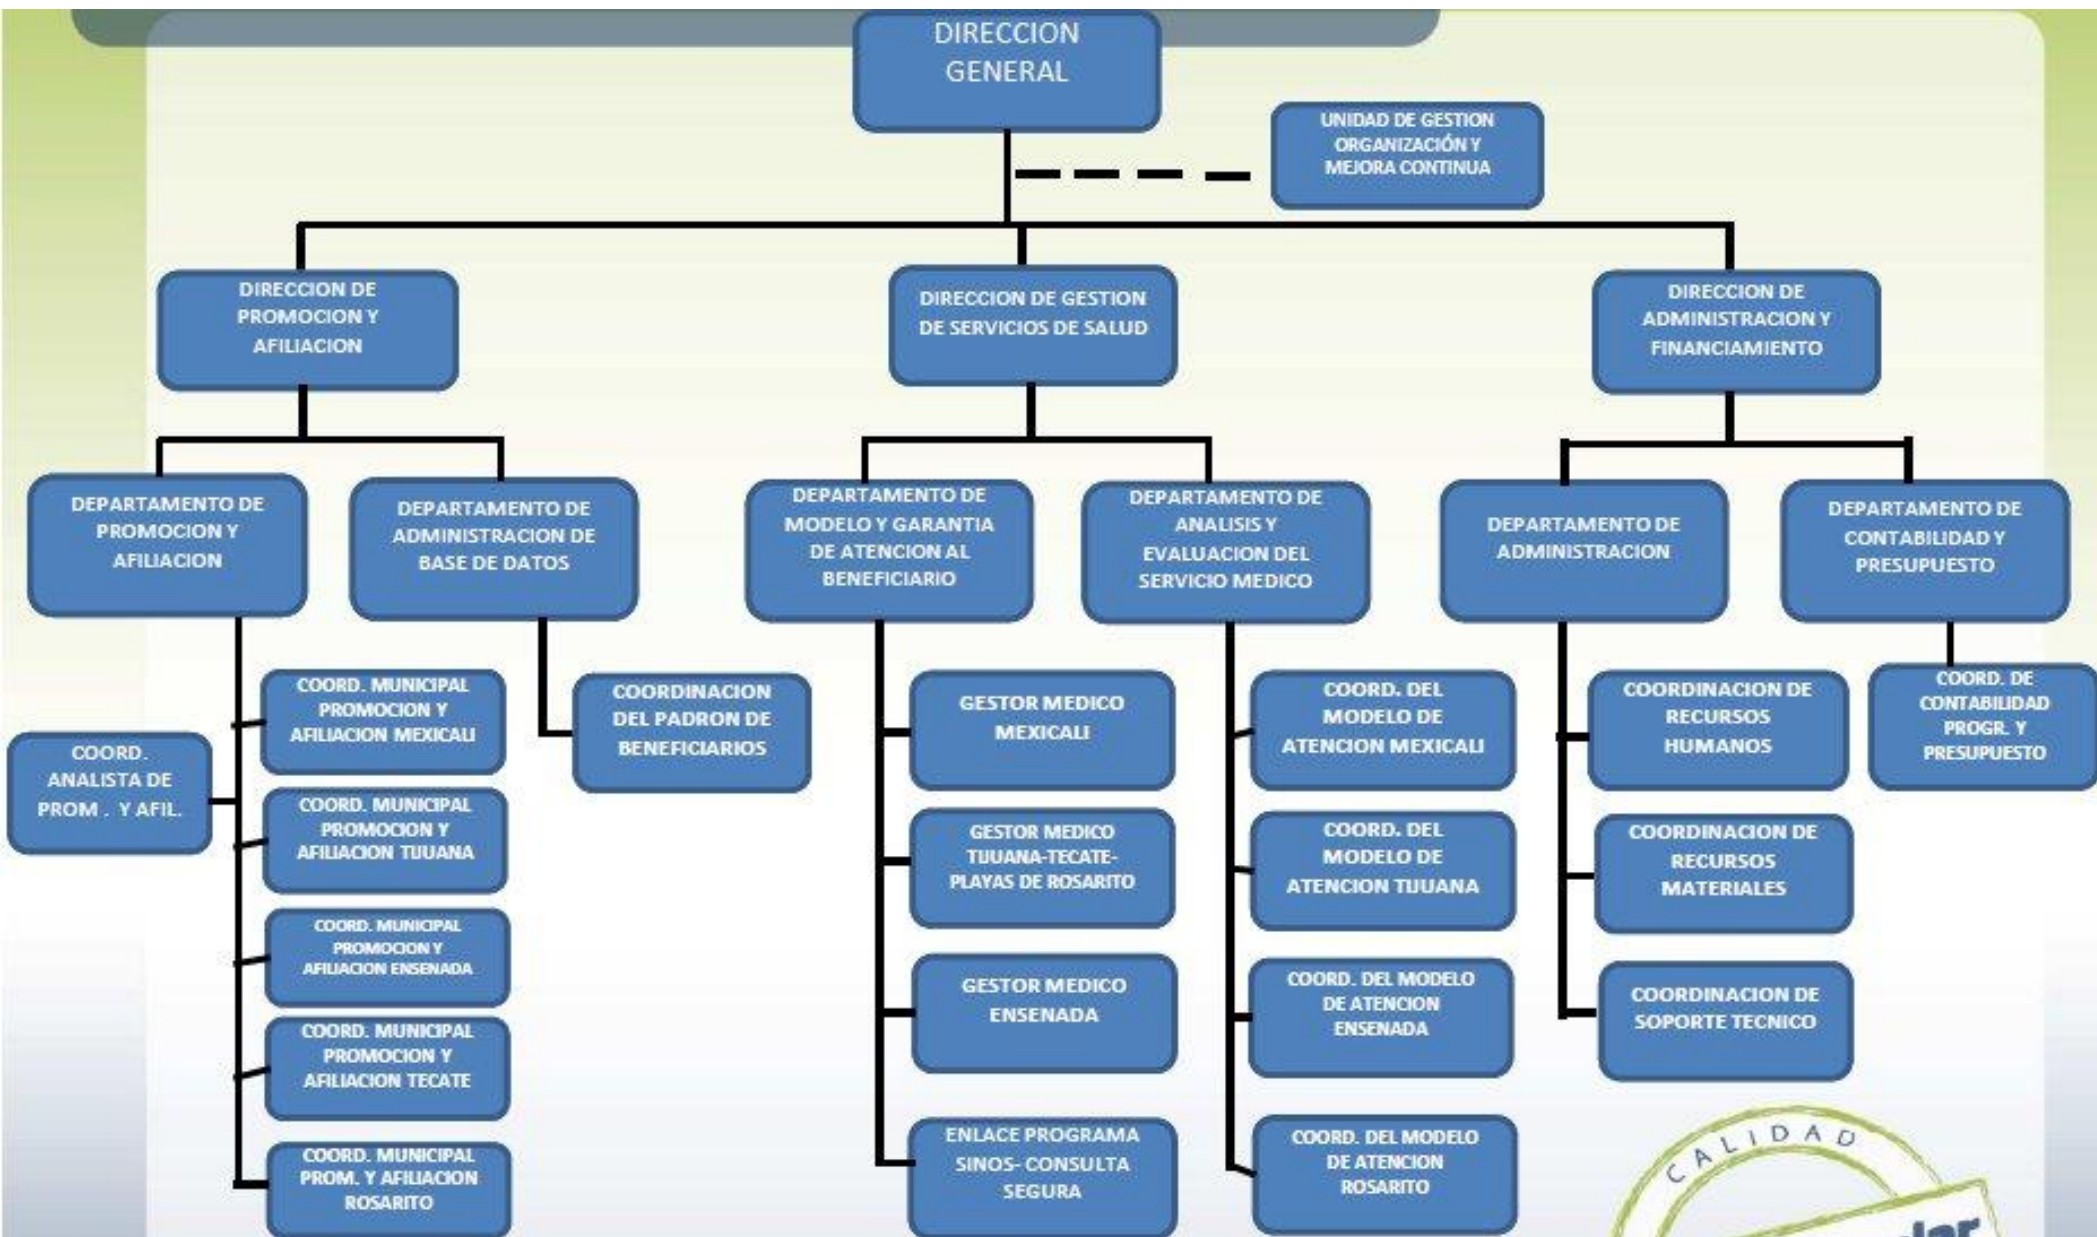 DIRECCION
GENERAL
UNIDAD DE GESTION
ORGANIZACIÓN Y
MEJORA CONTINUA
DIRECCION DE
PROMOCION Y
AFILIACION
DIRECCION DE GESTION
DE SERVICIOS DE SALUD
DIRECCION DE
ADMINISTRACION Y
FINANCIAMIENTO
DEPARTAMENTO DE
PROMOCION Y
AFILIACION
DEPARTAMENTO DE
ADMINISTRACION DE
BASE DE DATOS
DEPARTAMENTO DE
MODELO Y GARANTIA
DE ATENCION AL
BENEFICIARIO
DEPARTAMENTO DE
ANALISIS Y
EVALUACION DEL
SERVICIO MEDICO
DEPARTAMENTO DE
ADMINISTRACION
DEPARTAMENTO DE
CONTABILIDAD Y
PRESUPUESTO
COORD.
ANALISTA DE
PROM . Y AFIL.
COORD. MUNICIPAL
PROMOCION Y
AFILIACION MEXICALI
COORD. MUNICIPAL
PROMOCION Y
AFILIACION TIJUANA
COORD. MUNICIPAL
PROMOCION Y
AFILIACION ENSENADA
COORD. MUNICIPAL
PROMOCION Y
AFILIACION TECATE
COORD. MUNICIPAL
PROM. Y AFILIACION
ROSARITO
COORDINACION
DEL PADRON DE
BENEFICIARIOS
GESTOR MEDICO
MEXICALI
GESTOR MEDICO
TIJUANA-TECATE-
PLAYAS DE ROSARITO
GESTOR MEDICO
ENSENADA
ENLACE PROGRAMA
SINOS- CONSULTA
SEGURA
COORD. DEL
MODELO DE
ATENCION MEXICALI
COORD. DEL
MODELO DE
ATENCION TIJUANA
COORD. DEL MODELO
DE ATENCION
ENSENADA
COORD. DEL MODELO
DE ATENCION
ROSARITO
COORDINACION DE
RECURSOS
HUMANOS
COORDINACION DE
RECURSOS
MATERIALES
COORDINACION DE
SOPORTE TECNICO
COORD. DE
CONTABILIDAD
PROGR. Y
PRESUPUESTO
CALIDAD